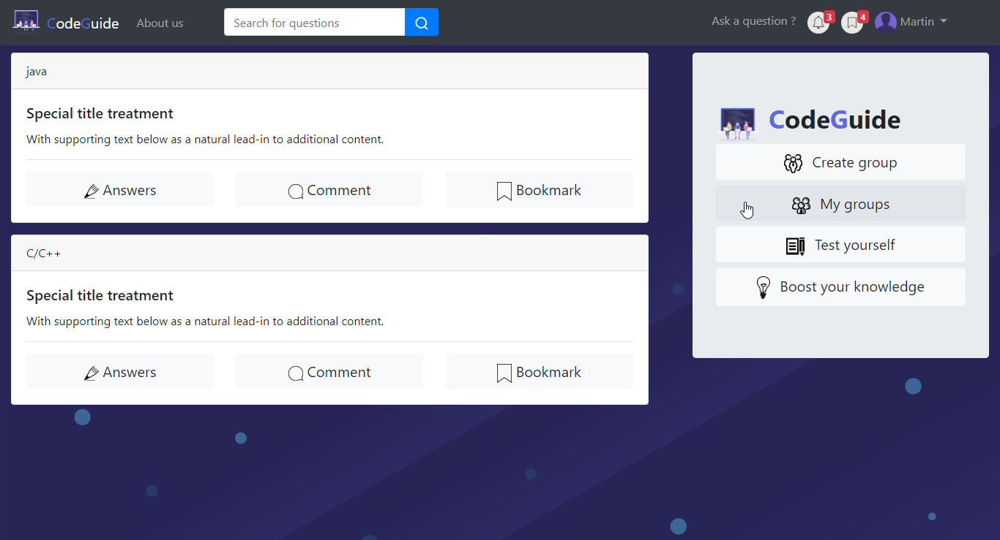 CodeGuide About us Search for questions Ask a question ? 3 4 Martin
java
Special title treatment
With supporting text below as a natural lead-in to additional content.
Answers Comment Bookmark
C/C++
Special title treatment
With supporting text below as a natural lead-in to additional content.
Answers Comment Bookmark
CodeGuide
Create group
My groups
Test yourself
Boost your knowledge